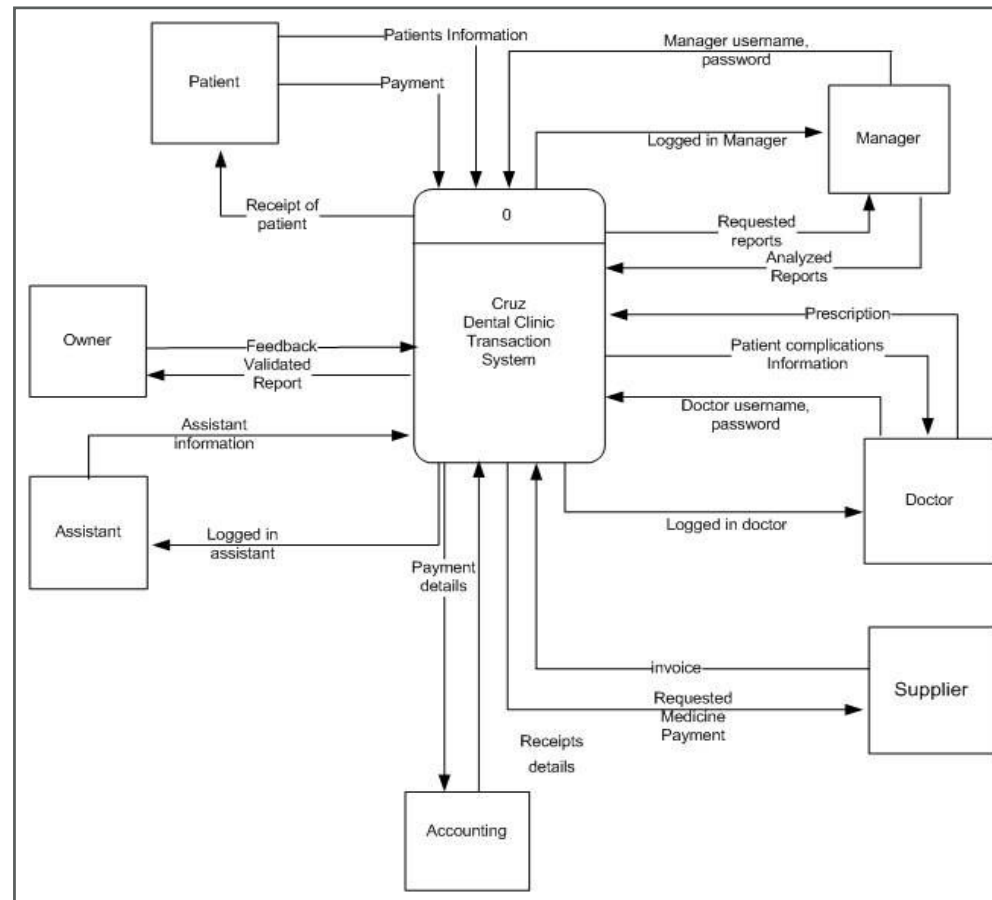 Patients Information
Patient
Payment
Receipt of
patient
Manager username,
password
Logged in Manager
Manager
0
Requested
reports
Analyzed
Reports
Cruz
Dental Clinic
Transaction
System
Owner
Feedback
Validated
Report
Prescription
Patient complications
Information
Doctor username,
password
Assistant
information
Assistant
Logged in
assistant
Doctor
Logged in doctor
Payment
details
invoice
Supplier
Requested
Medicine
Payment
Receipts
details
Accounting